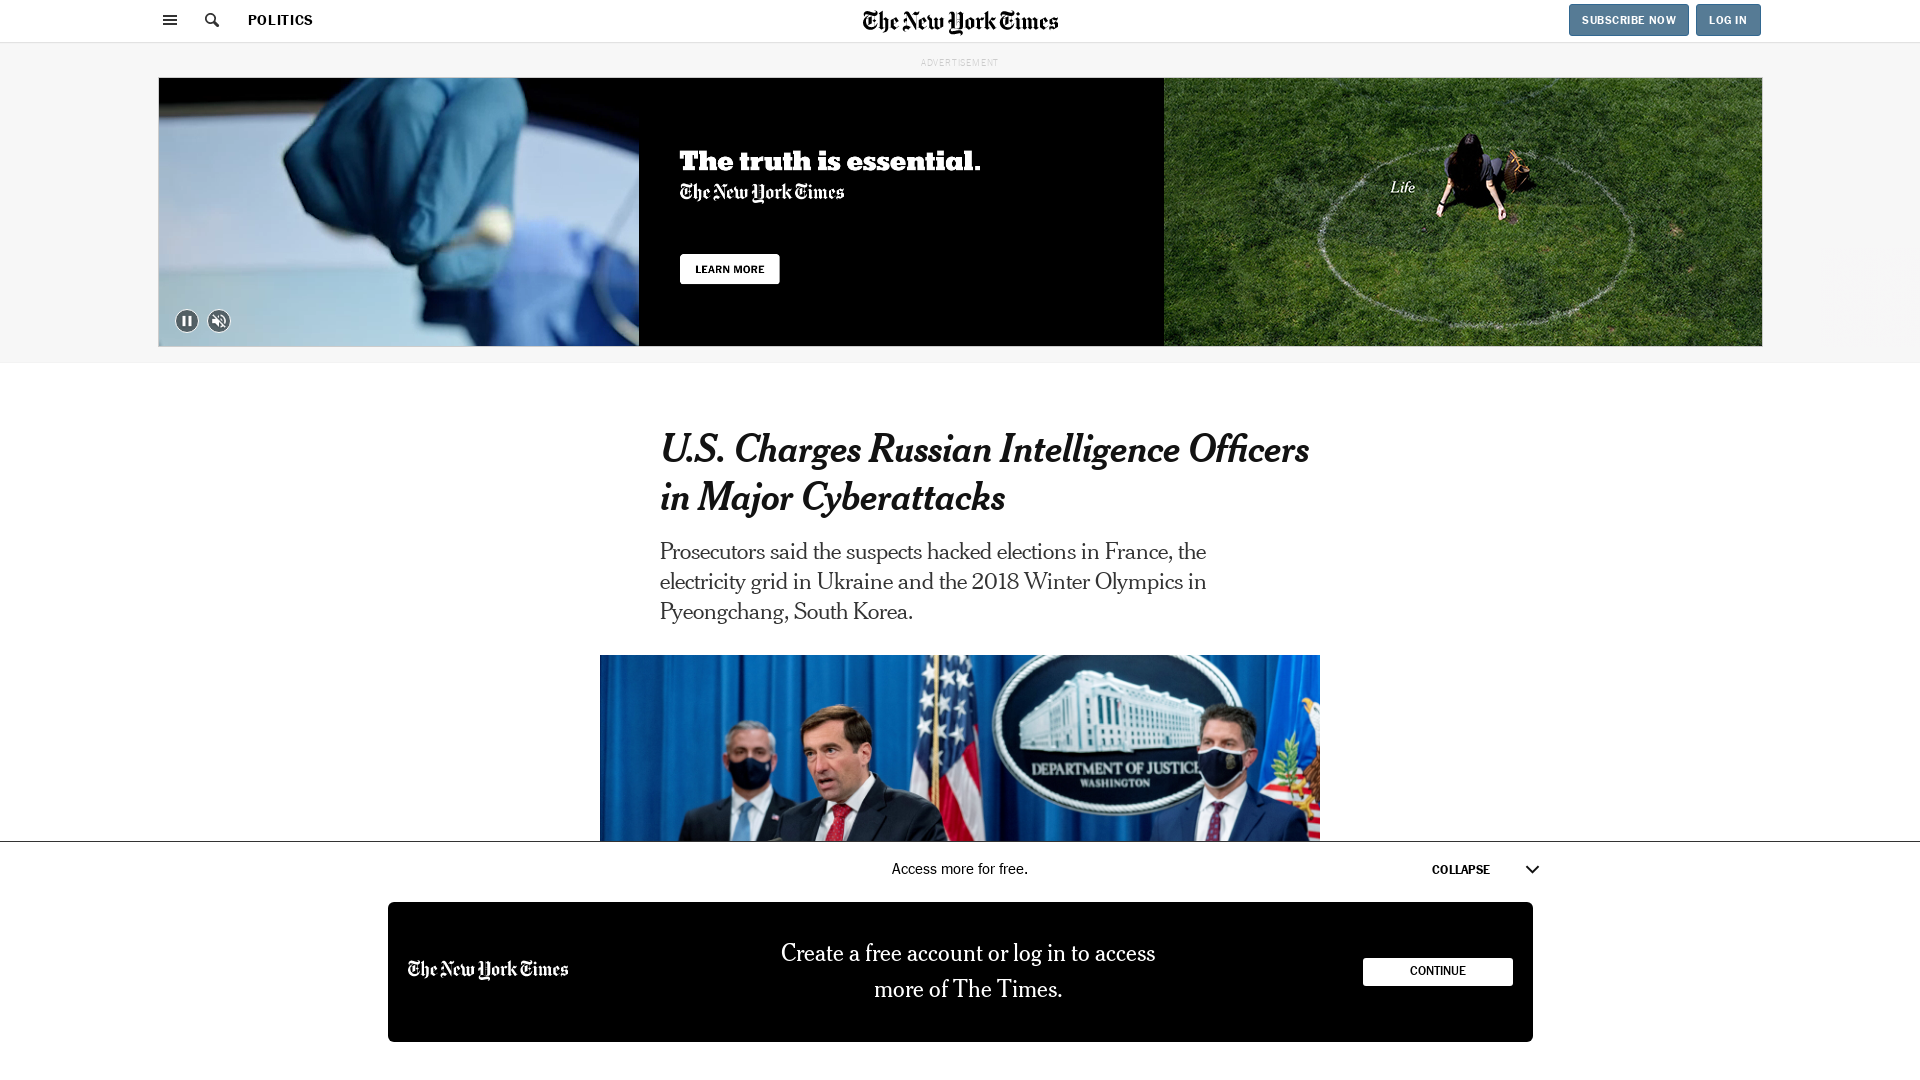 POLITICS
The New York Times
SUBSCRIBE NOW
LOG IN
ADVERTISEMENT
The truth is essential.
The New York Times
LEARN MORE
Life
U.S. Charges Russian Intelligence Officers
in Major Cyberattacks
Prosecutors said the suspects hacked elections in France, the
electricity grid in Ukraine and the 2018 Winter Olympics in
Pyeongchang, South Korea.
DEPARTMENT OF JUSTICE
WASHINGTON
Access more for free.
COLLAPSE
The New York Times
Create a free account or log in to access
more of The Times.
CONTINUE